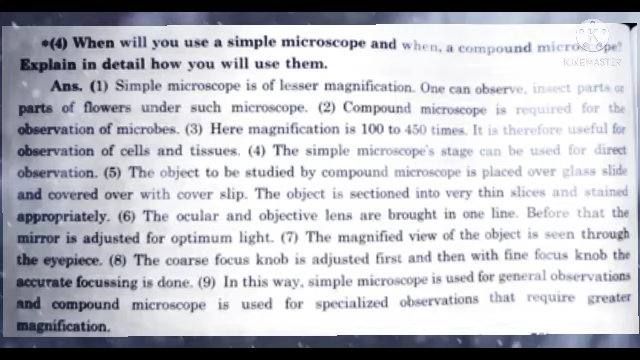 *(4) When will you use a simple microscope and when, a compound microscope?
Explain in detail how you will use them.
Ans. (1) Simple microscope is of lesser magnification. One can observe, insect parts or
parts of flowers under such microscope. (2) Compound microscope is required for the
observation of microbes. (3) Here magnification is 100 to 450 times. It is therefore useful for
observation of cells and tissues. (4) The simple microscope's stage can be used for direct
observation. (5) The object to be studied by compound microscope is placed over glass slide
and covered over with cover slip. The object is sectioned into very thin slices and stained
appropriately. (6) The ocular and objective lens are brought in one line. Before that the
mirror is adjusted for optimum light. (7) The magnified view of the object is seen through
the eyepiece. (8) The coarse focus knob is adjusted first and then with fine focus knob the
accurate focussing is done. (9) In this way, simple microscope is used for general observations
and compound microscope is used for specialized observations that require greater
magnification.
KINEMASTER